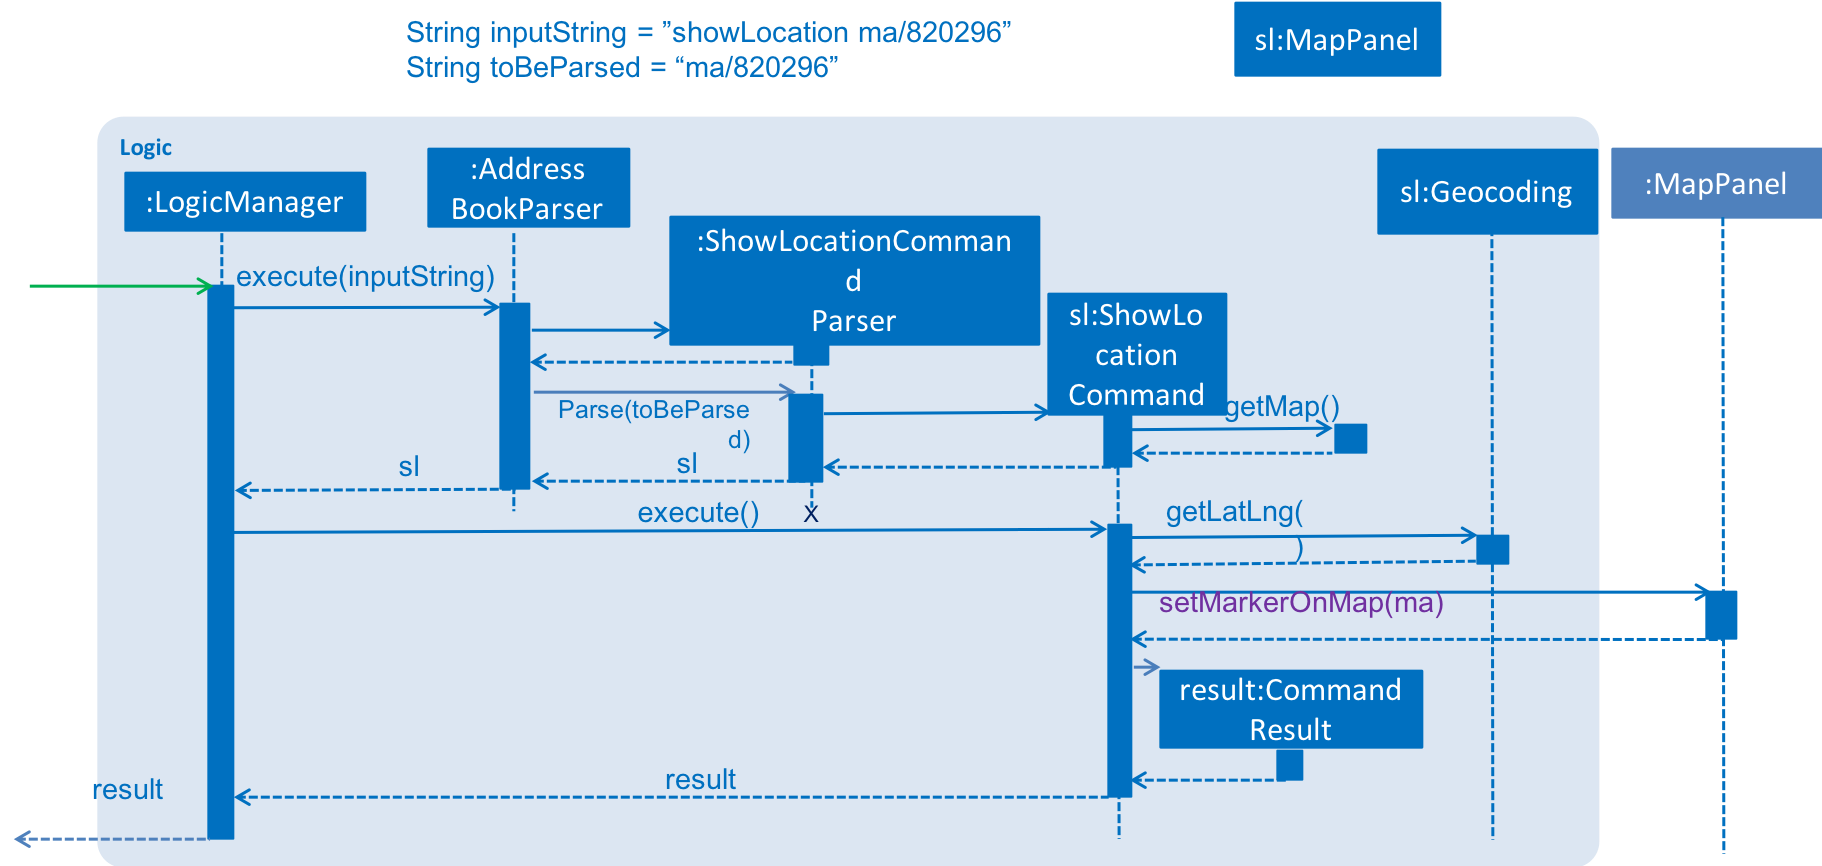 String inputString = ”showLocation ma/820296”
String toBeParsed = “ma/820296”
sl:MapPanel
Logic
:LogicManager
:Address
BookParser
:ShowLocationComman
d
Parser
sl:ShowLo
cation
Command
sl:Geocoding
:MapPanel
execute(inputString)
Parse(toBeParse
d)
getMap()
sl
sl
execute()
X
getLatLng(
)
setMarkerOnMap(ma)
result:Command
Result
result
result